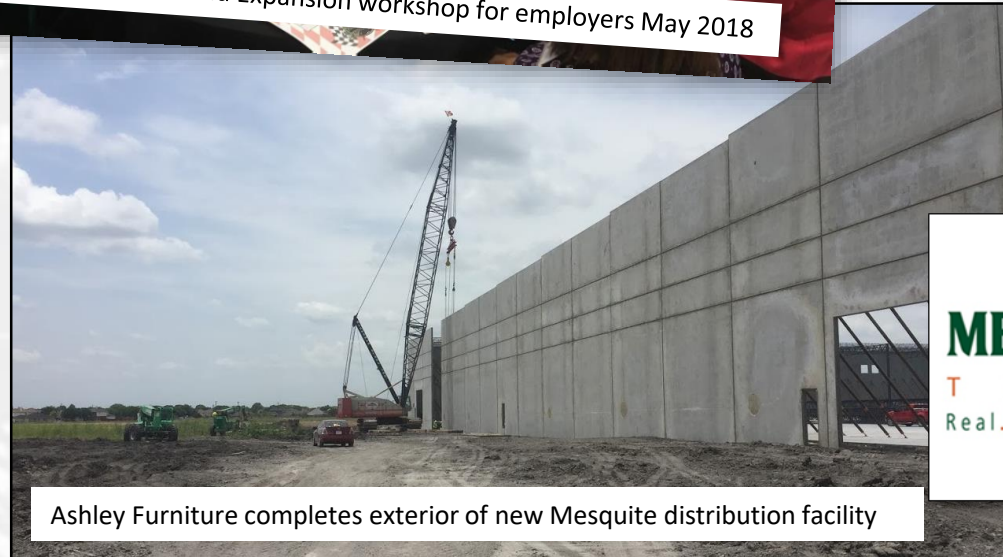 Expansion workshop for employers May 2018
ME
T
Real.
Ashley Furniture completes exterior of new Mesquite distribution facility